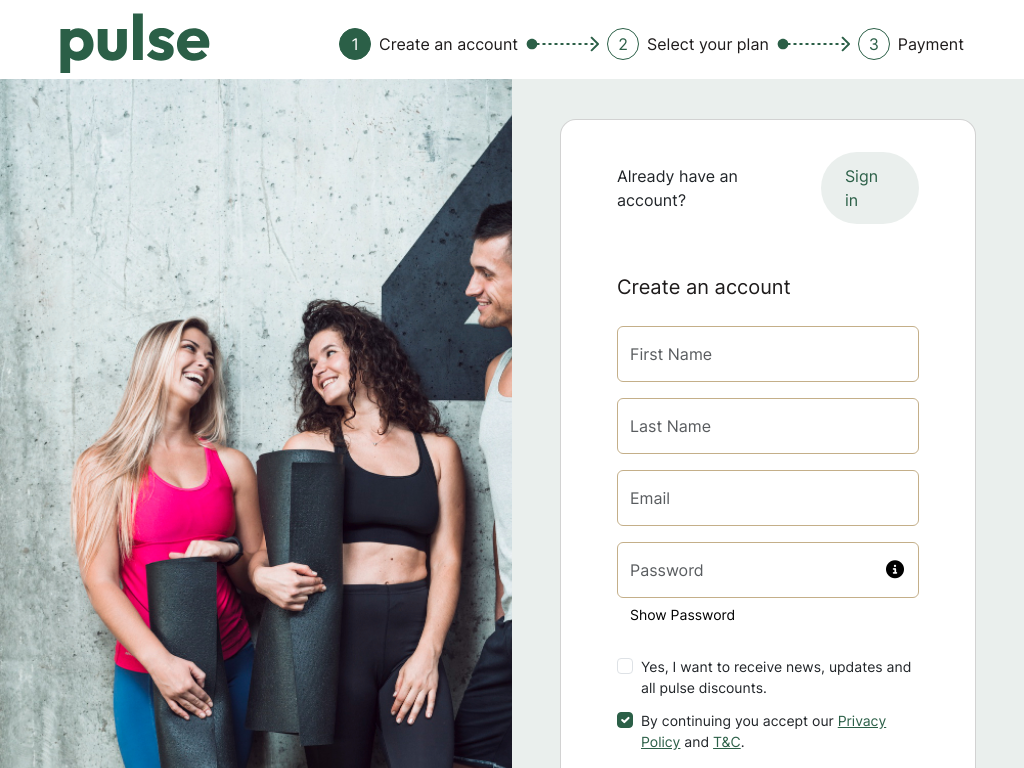 pulse
1 Create an account 2 Select your plan 3 Payment
Already have an
account?
Sign
in
Create an account
First Name
Last Name
Email
Password
Show Password
Yes, I want to receive news, updates and
all pulse discounts.
By continuing you accept our Privacy
Policy and T&C.